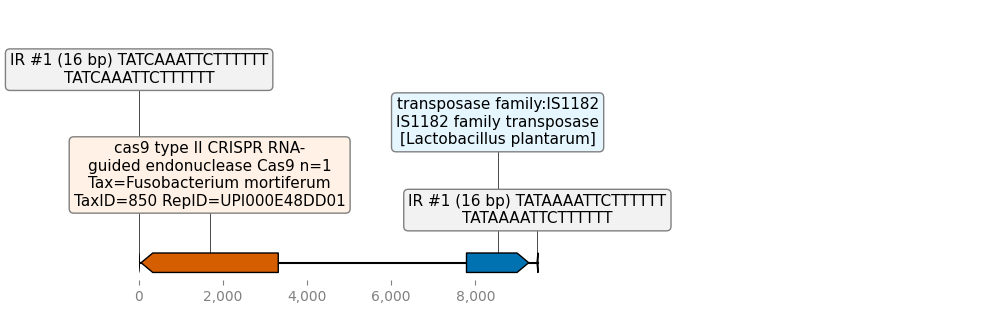 IR #1 (16 bp) TATCAAATTCTTTTTT
TATCAAATTCTTTTTT
transposase family:IS1182
IS1182 family transposase
[Lactobacillus plantarum]
cas9 type II CRISPR RNA-
guided endonuclease Cas9 n=1
Tax=Fusobacterium mortiferum
TaxID=850 RepID=UPI000E48DD01
IR #1 (16 bp) TATAAAATTCTTTTTT
TATAAAATTCTTTTTT
0 2,000 4,000 6,000 8,000